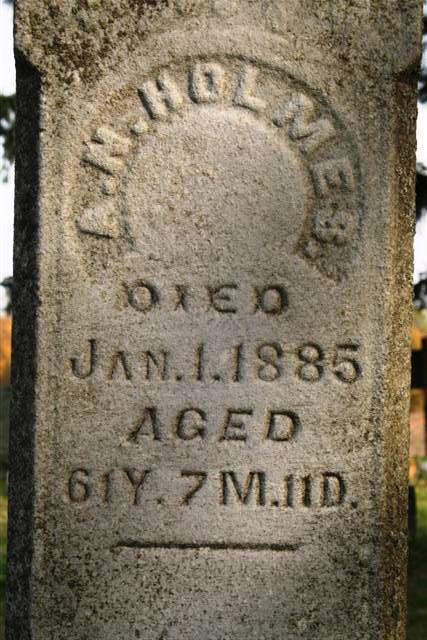 A. H. HOLMES
DIED
JAN. 1. 1885
AGED
61Y. 7M. 11D.